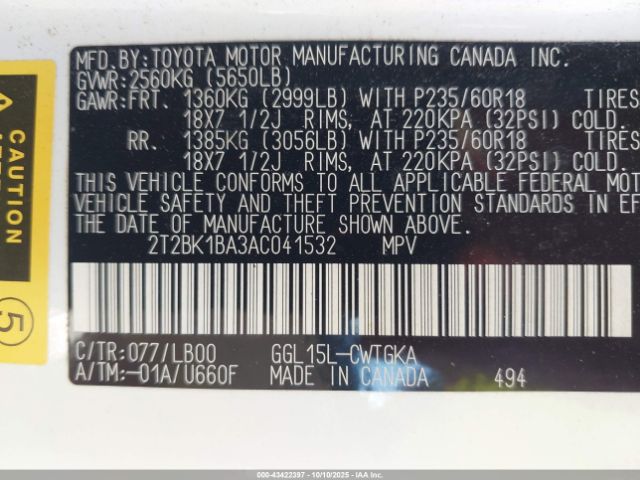 MFD. BY:TOYOTA MOTOR MANUFACTURING CANADA INC.
GVWR:2560KG (5650LB)
GAWR:FRT. 1360KG (2999LB) WITH P235/60R18 TIRES
18X7 1/2J RIMS, AT 220KPA (32PSI) COLD.
RR. 1385KG (3056LB) WITH P235/60R18 TIRES
18X7 1/2J RIMS, AT 220KPA (32PSI) COLD.
THIS VEHICLE CONFORMS TO ALL APPLICABLE FEDERAL MOT
VEHICLE SAFETY AND THEFT PREVENTION STANDARDS IN EF
THE DATE OF MANUFACTURE SHOWN ABOVE.
2T2BK1BA3AC041532 MPV
C/TR:077/LB00 GGL15L-CWTGKA
A/TM:-01A/U660F MADE IN CANADA 494
CAUTION
5
000-43422397 - 10/10/2025 - IAAI.COM